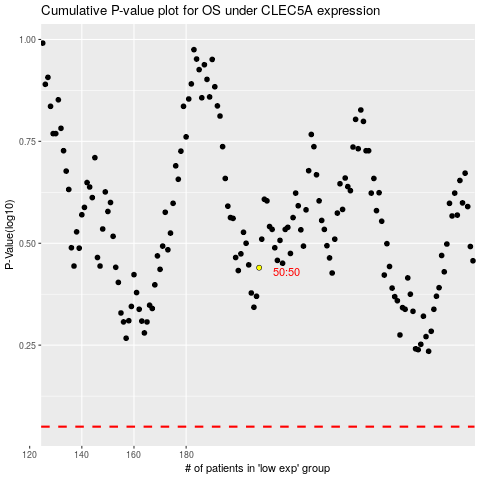 Cumulative P-value plot for OS under CLEC5A expression
P-Value(log10)
1.00
0.75
0.50
0.25
50:50
120 140 160 180
# of patients in 'low exp' group